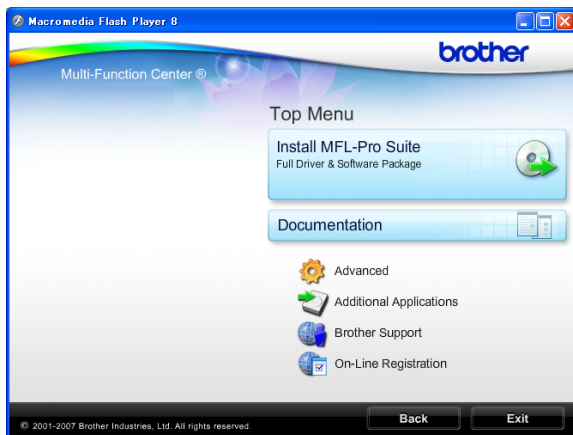 Macromedia Flash Player 8
brother
Multi-Function Center ®
Top Menu
Install MFL-Pro Suite
Full Driver & Software Package
Documentation
Advanced
Additional Applications
Brother Support
On-Line Registration
© 2001-2007 Brother Industries, Ltd. All rights reserved.
Back
Exit